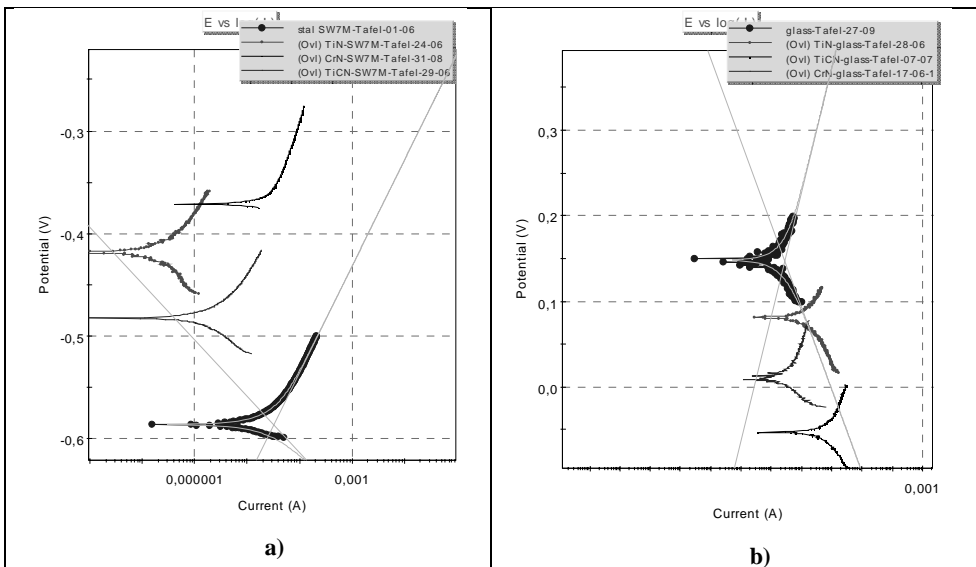 E vs log
stal SW7M-Tafel-01-06
(Ovl) TiN-SW7M-Tafel-24-06
(Ovl) CrN-SW7M-Tafel-31-08
(Ovl) TiCN-SW7M-Tafel-29-06
-0,3
-0,4
-0,5
-0,6
Potential (V)
0,000001
0,001
Current (A)
a)
E vs log
glass-Tafel-27-09
(Ovl) TiN-glass-Tafel-28-06
(Ovl) TiCN-glass-Tafel-07-07
(Ovl) CrN-glass-Tafel-17-06-1
0,3
0,2
0,1
0,0
Potential (V)
0,001
Current (A)
b)